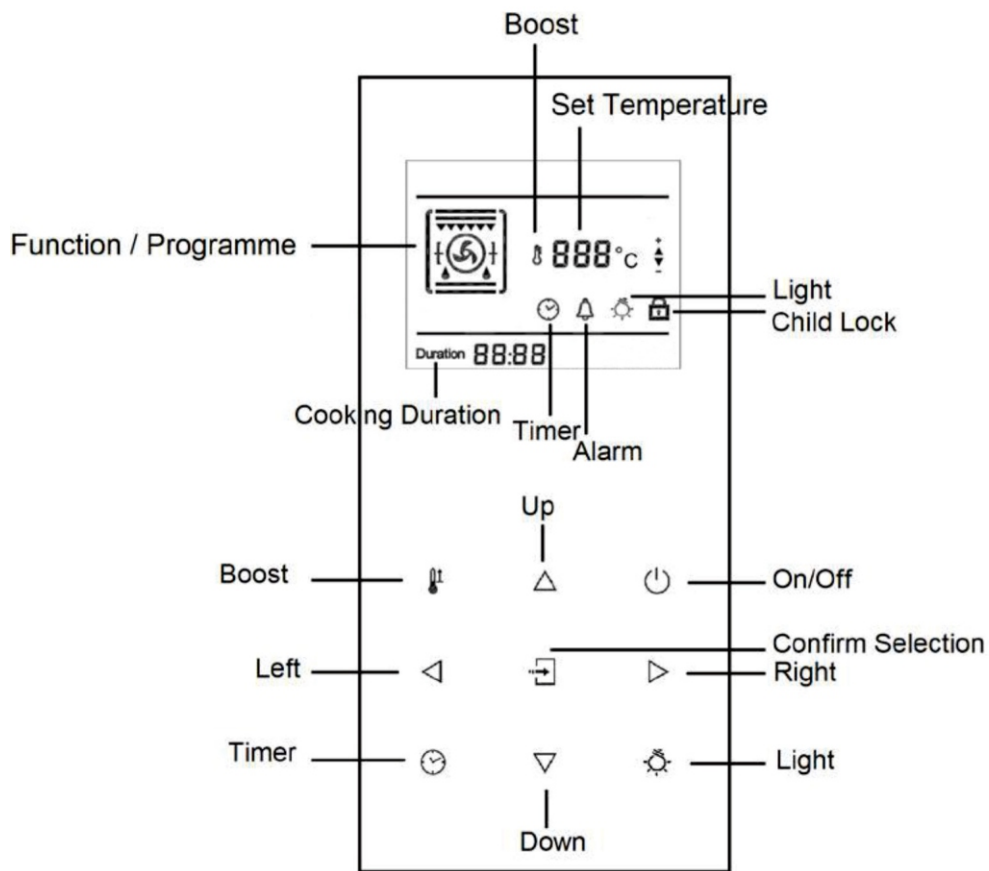 Boost
Set Temperature
Function / Programme
888°C
+
-
Light
Child Lock
Duration 88:88
Cooking Duration
Timer
Alarm
Up
Boost
On/Off
Confirm Selection
Left
Right
Timer
Light
Down